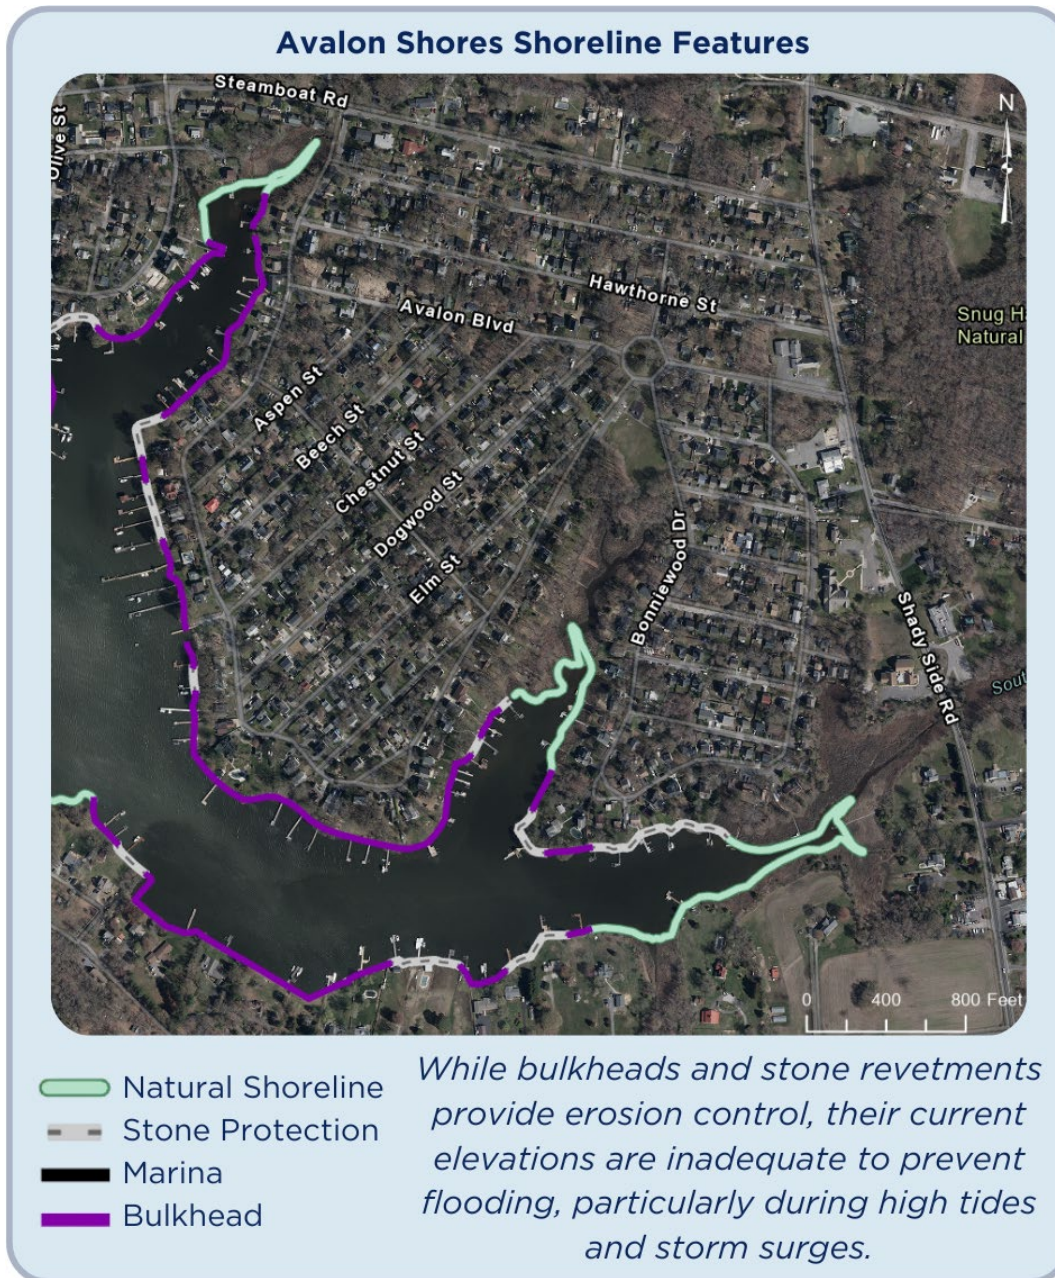 Avalon Shores Shoreline Features
Steamboat Rd
Olive St
N
Hawthorne St
Avalon Blvd
Snug
Natural
Aspen St
Beech St
Chestnut St
Dogwood St
Elm St
Bonniewood Dr
Shady Side Rd
Sout
0 400 800 Feet
Natural Shoreline
Stone Protection
Marina
Bulkhead
While bulkheads and stone revetments
provide erosion control, their current
elevations are inadequate to prevent
flooding, particularly during high tides
and storm surges.